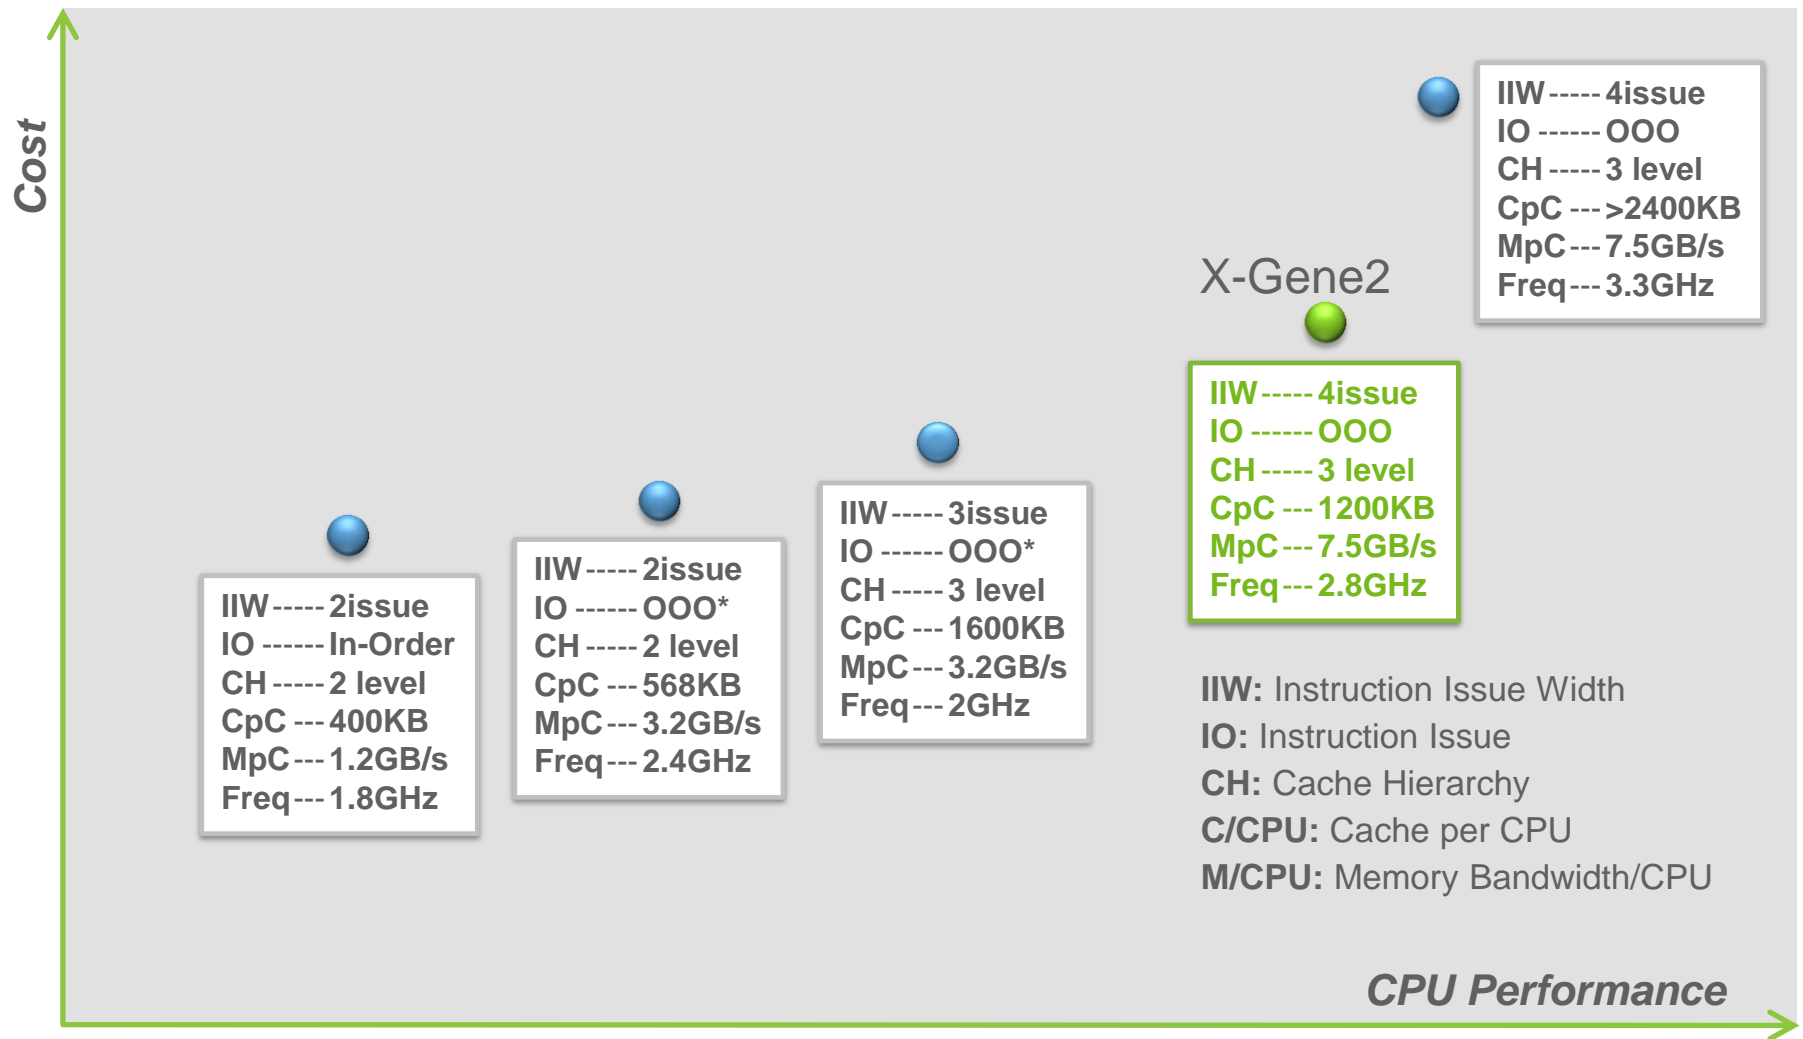 Cost
IIW ----- 4issue
IO ------ OOO
CH ----- 3 level
CpC --- >2400KB
MpC --- 7.5GB/s
Freq --- 3.3GHz
X-Gene2
IIW ----- 4issue
IO ------ OOO
CH ----- 3 level
CpC --- 1200KB
MpC --- 7.5GB/s
Freq --- 2.8GHz
IIW ----- 3issue
IO ------ OOO*
CH ----- 3 level
CpC --- 1600KB
MpC --- 3.2GB/s
Freq --- 2GHz
IIW ----- 2issue
IO ------ OOO*
CH ----- 2 level
CpC --- 568KB
MpC --- 3.2GB/s
Freq --- 2.4GHz
IIW ----- 2issue
IO ------ In-Order
CH ----- 2 level
CpC --- 400KB
MpC --- 1.2GB/s
Freq --- 1.8GHz
IIW: Instruction Issue Width
IO: Instruction Issue
CH: Cache Hierarchy
C/CPU: Cache per CPU
M/CPU: Memory Bandwidth/CPU
CPU Performance